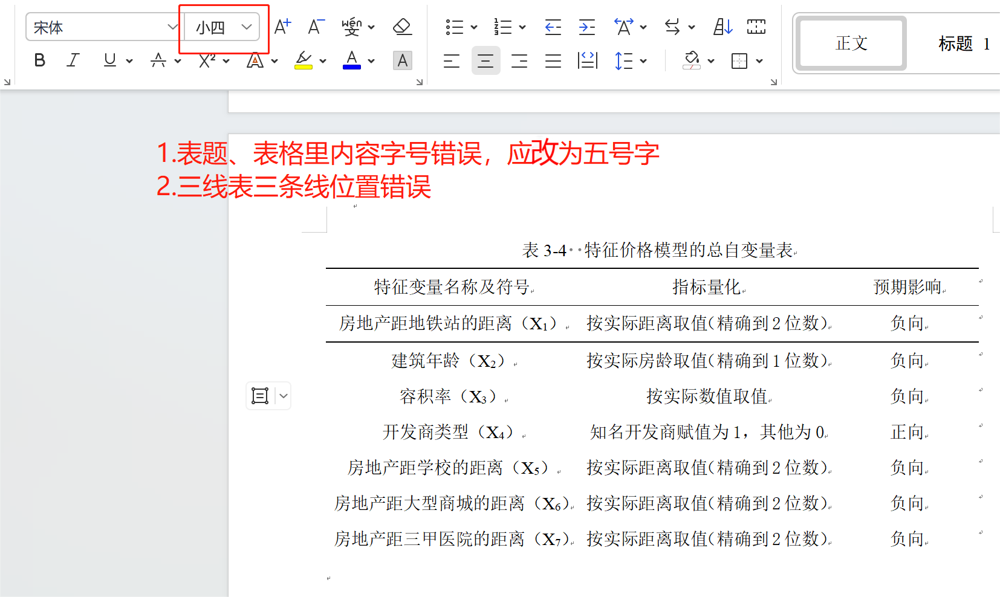 宋体 小四 A+ A- wén 变
B I U A X² A A A 正文 标题 1
1.表题、表格里内容字号错误，应改为五号字
2.三线表三条线位置错误
表 3-4··特征价格模型的总自变量表
特征变量名称及符号 指标量化 预期影响
房地产距地铁站的距离（X₁） 按实际距离取值（精确到 2 位数） 负向
建筑年龄（X₂） 按实际房龄取值（精确到 1 位数） 负向
容积率（X₃） 按实际数值取值 负向
开发商类型（X₄） 知名开发商赋值为 1，其他为 0 正向
房地产距学校的距离（X₅） 按实际距离取值（精确到 2 位数） 负向
房地产距大型商城的距离（X₆） 按实际距离取值（精确到 2 位数） 负向
房地产距三甲医院的距离（X₇） 按实际距离取值（精确到 2 位数） 负向